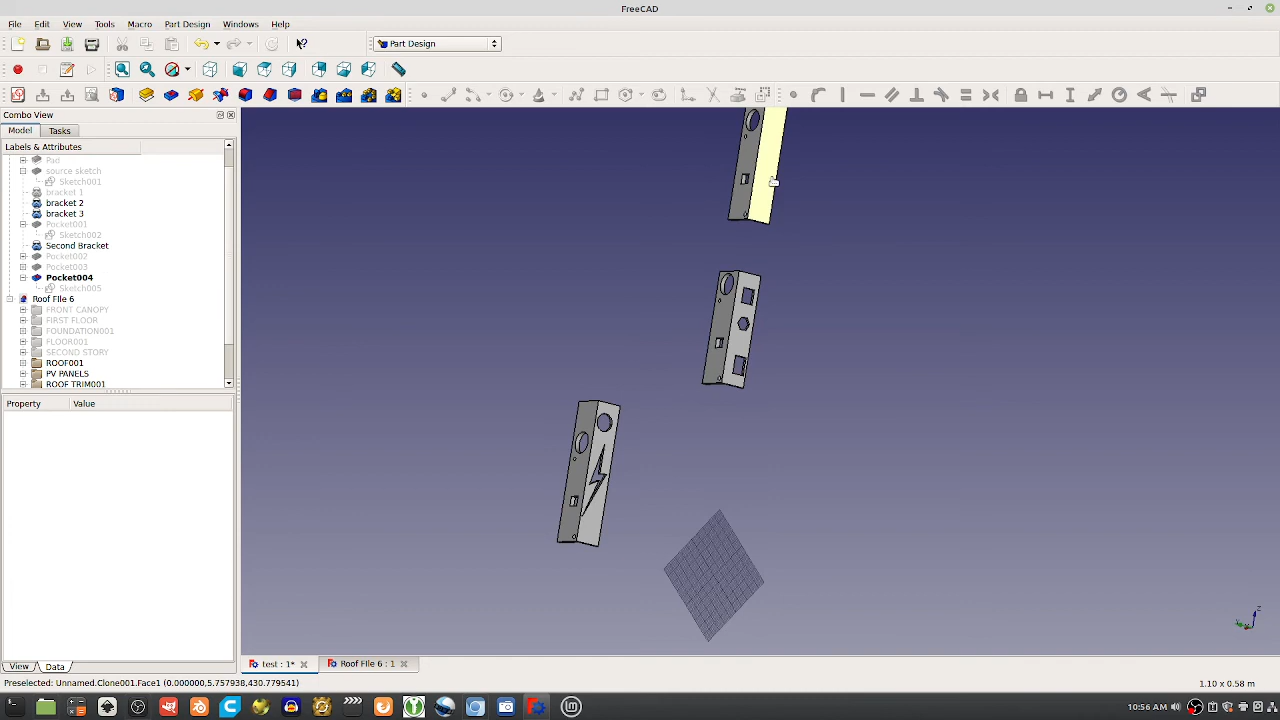 FreeCAD
File Edit View Tools Macro Part Design Windows Help
Part Design
Combo View
Model Tasks
Labels & Attributes
Pad
source sketch
Sketch001
bracket 1
bracket 2
bracket 3
Pocket001
Sketch002
Second Bracket
Pocket002
Pocket003
Pocket004
Sketch005
Roof FIle 6
FRONT CANOPY
FIRST FLOOR
FOUNDATION001
FLOOR001
SECOND STORY
ROOF001
PV PANELS
ROOF TRIM001
Property Value
View Data
test : 1* Roof FIle 6 : 1
Preselected: Unnamed.Clone001.Face1 (0.000000,5.757938,430.779541) 1.10 x 0.58 m
10:56 AM